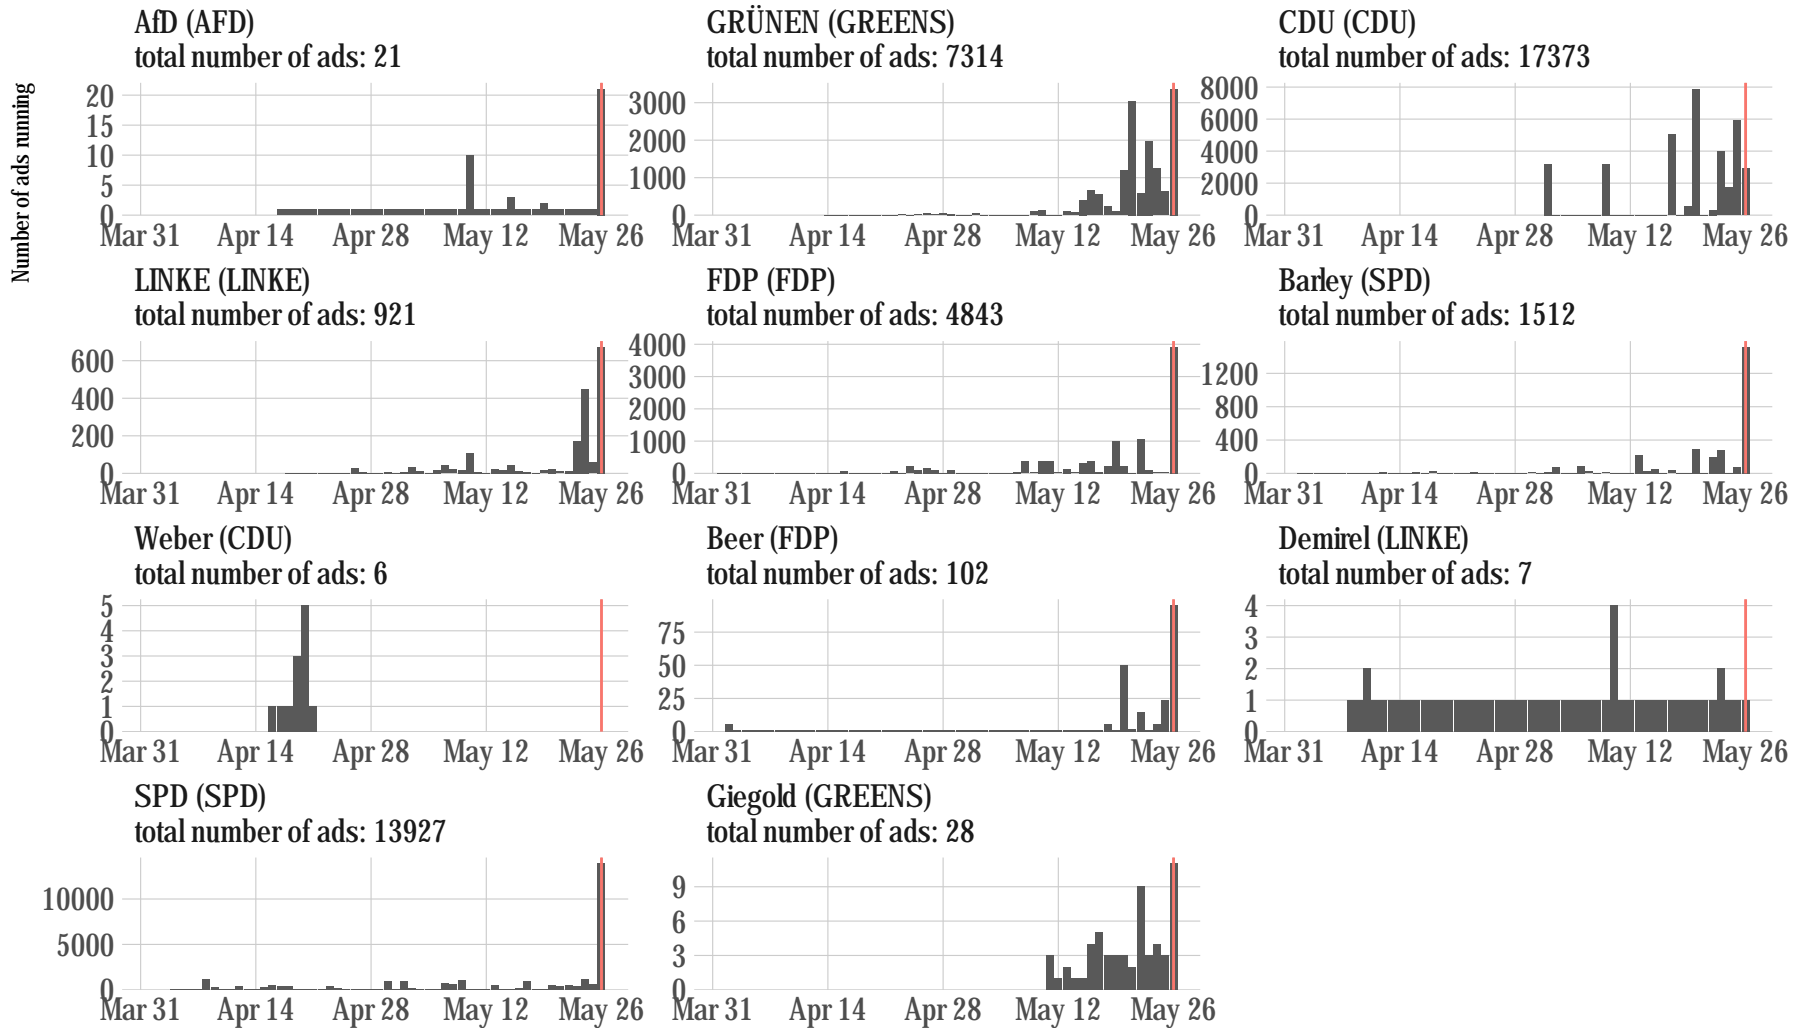 Number of ads running
AfD (AFD)
total number of ads: 21
20
15
10
5
0
Mar 31 Apr 14 Apr 28 May 12 May 26
GRÜNEN (GREENS)
total number of ads: 7314
3000
2000
1000
0
Mar 31 Apr 14 Apr 28 May 12 May 26
CDU (CDU)
total number of ads: 17373
8000
6000
4000
2000
0
Mar 31 Apr 14 Apr 28 May 12 May 26
LINKE (LINKE)
total number of ads: 921
600
400
200
0
Mar 31 Apr 14 Apr 28 May 12 May 26
FDP (FDP)
total number of ads: 4843
4000
3000
2000
1000
0
Mar 31 Apr 14 Apr 28 May 12 May 26
Barley (SPD)
total number of ads: 1512
1200
800
400
0
Mar 31 Apr 14 Apr 28 May 12 May 26
Weber (CDU)
total number of ads: 6
5
4
3
2
1
0
Mar 31 Apr 14 Apr 28 May 12 May 26
Beer (FDP)
total number of ads: 102
75
50
25
0
Mar 31 Apr 14 Apr 28 May 12 May 26
Demirel (LINKE)
total number of ads: 7
4
3
2
1
0
Mar 31 Apr 14 Apr 28 May 12 May 26
SPD (SPD)
total number of ads: 13927
10000
5000
0
Mar 31 Apr 14 Apr 28 May 12 May 26
Giegold (GREENS)
total number of ads: 28
9
6
3
0
Mar 31 Apr 14 Apr 28 May 12 May 26